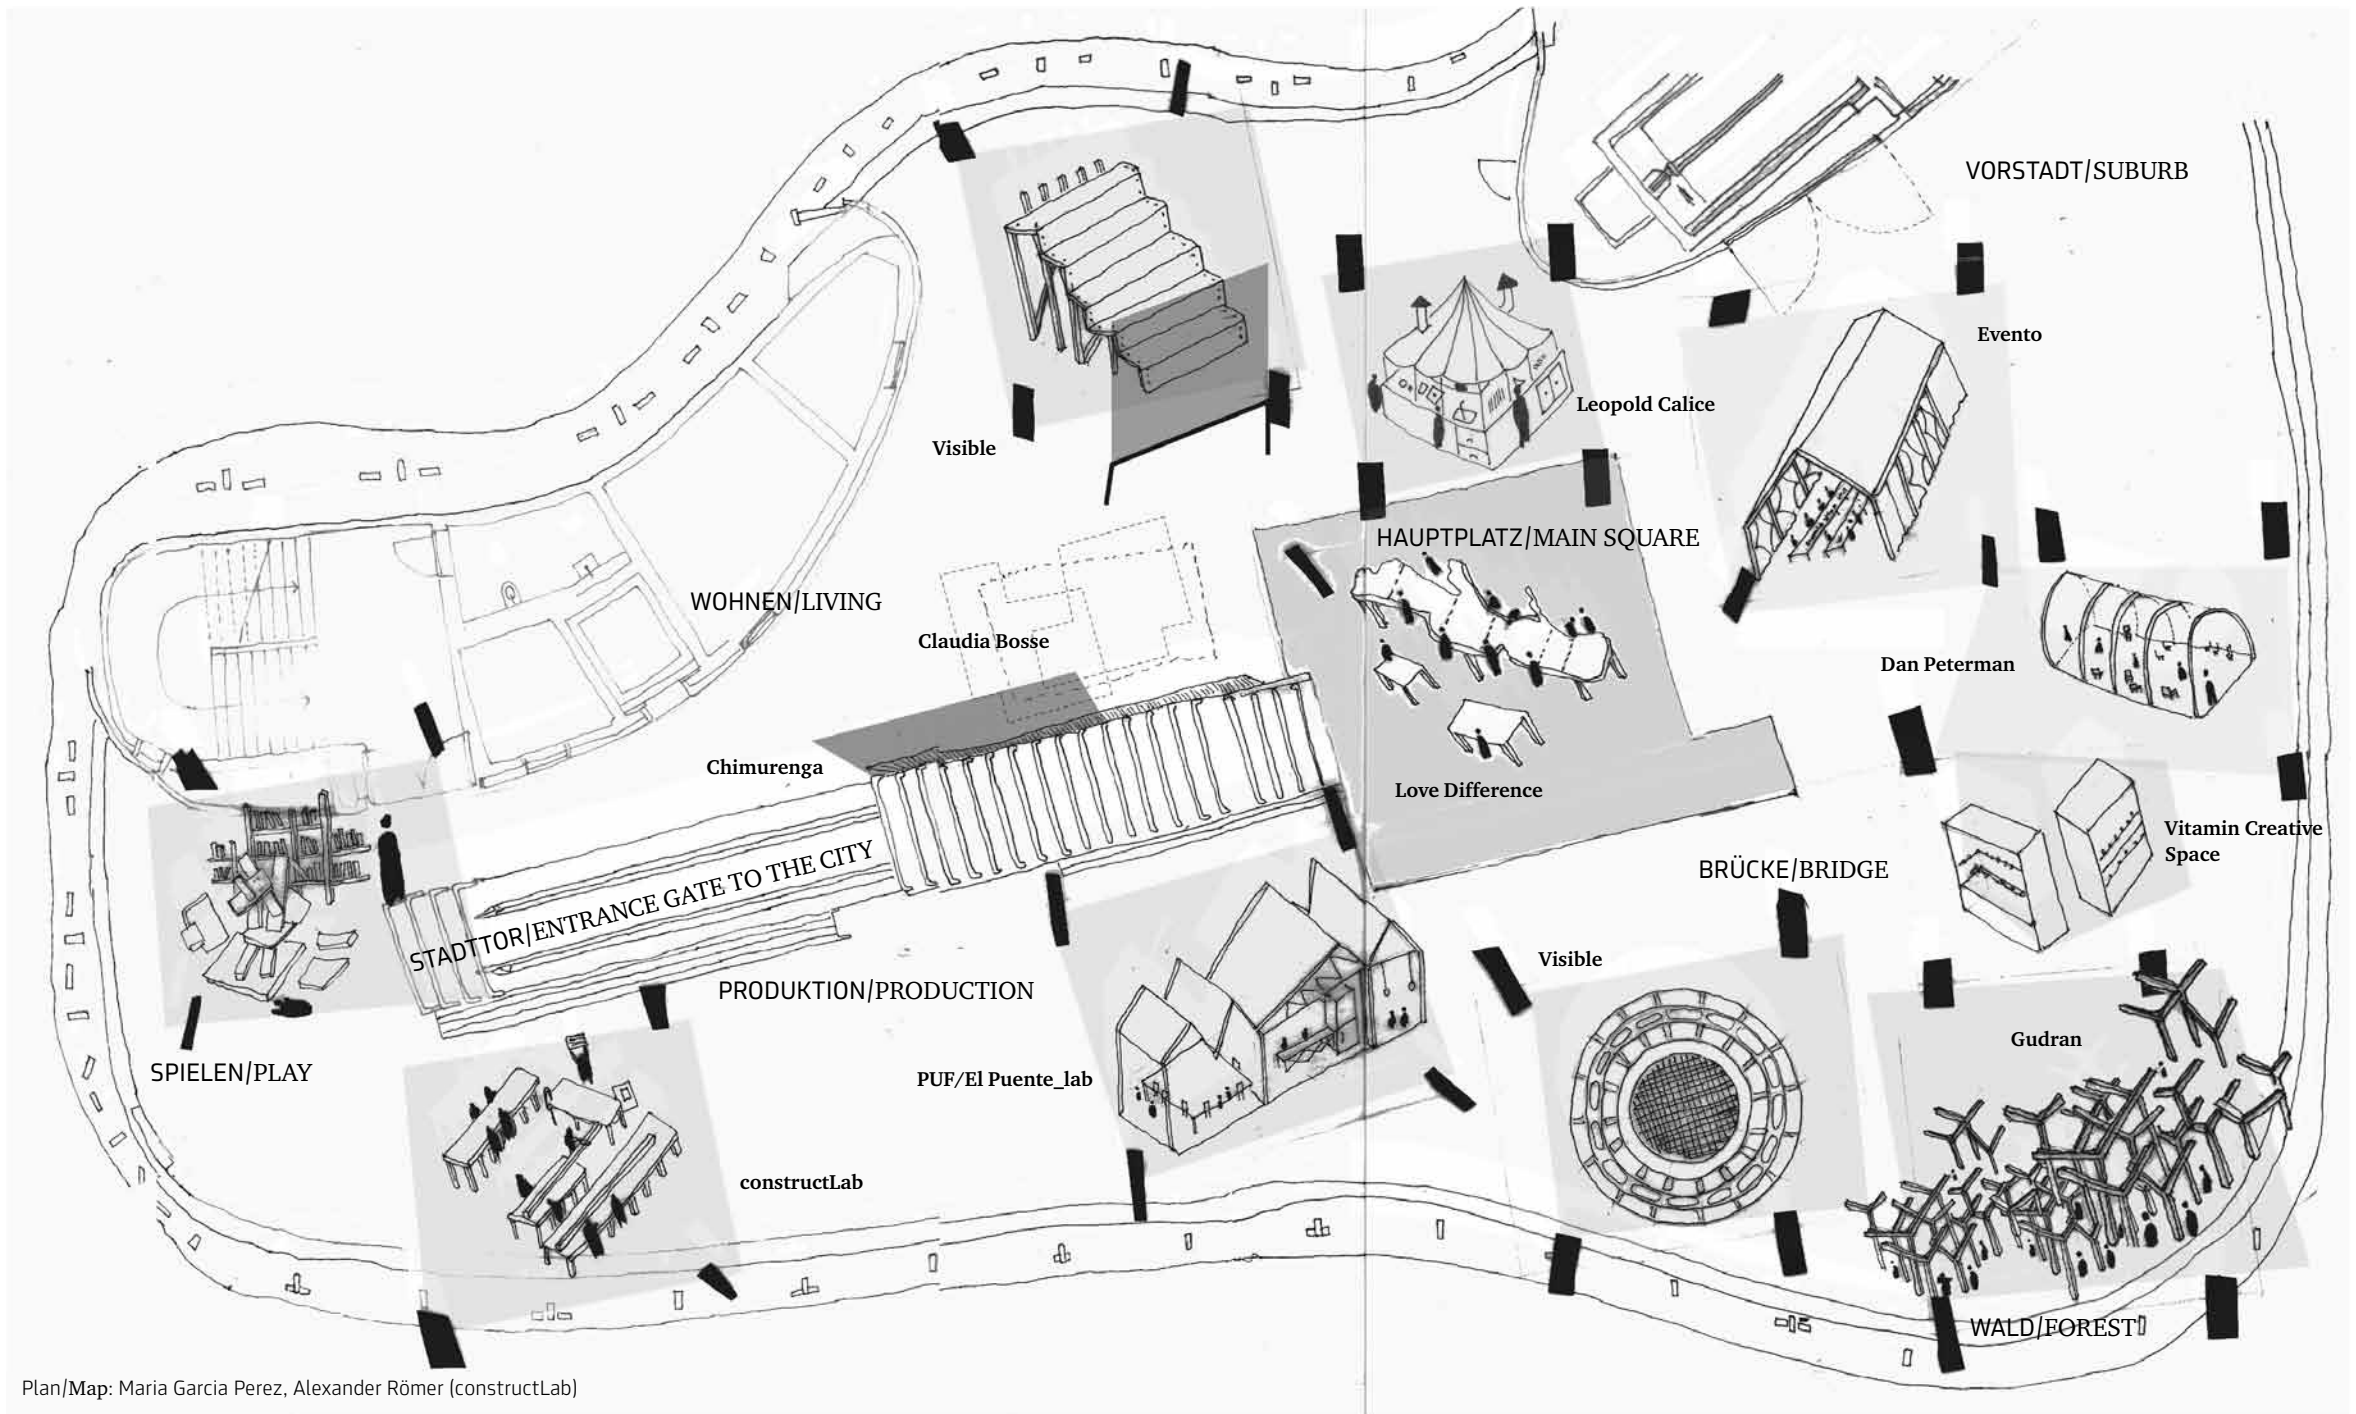 VORSTADT/SUBURB
Evento
Leopold Calice
Visible
HAUPTPLATZ/MAIN SQUARE
WOHNEN/LIVING
Claudia Bosse
Dan Peterman
Chimurenga
Love Difference
Vitamin Creative
Space
STADTTOR/ENTRANCE GATE TO THE CITY
BRÜCKE/BRIDGE
Visible
PRODUKTION/PRODUCTION
Gudran
SPIELEN/PLAY
PUF/El Puente_lab
constructLab
WALD/FOREST
Plan/Map: Maria Garcia Perez, Alexander Römer (constructLab)